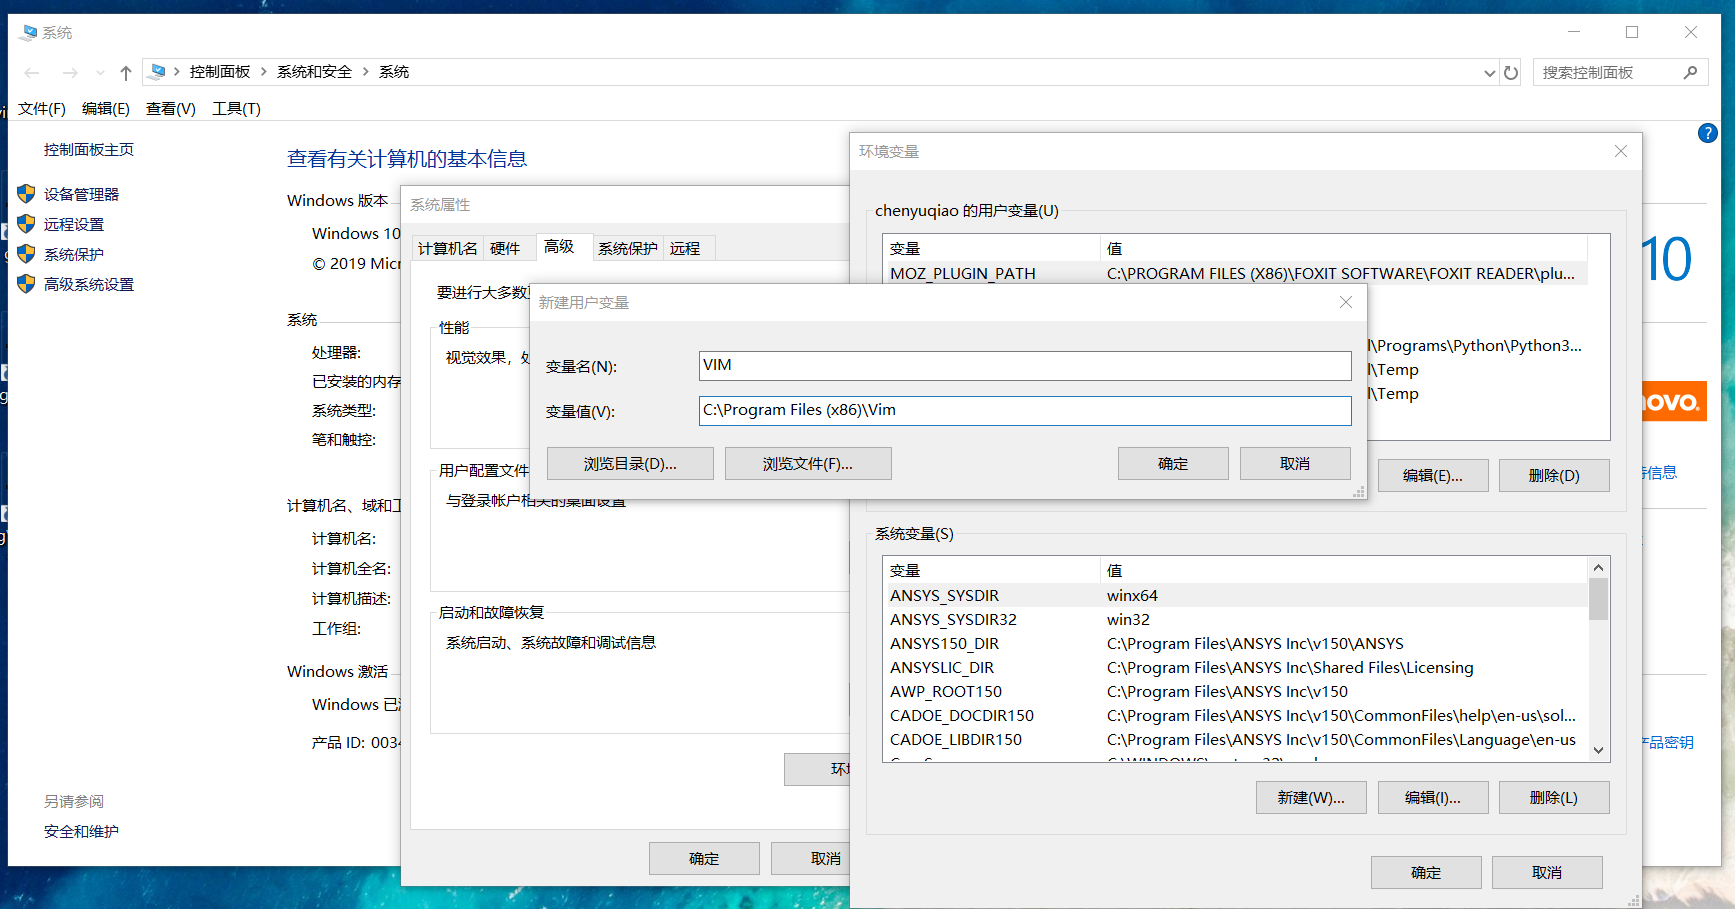 系统
控制面板 系统和安全 系统
搜索控制面板
文件(F) 编辑(E) 查看(V) 工具(T)
控制面板主页
设备管理器
远程设置
系统保护
高级系统设置
另请参阅
安全和维护
查看有关计算机的基本信息
Windows 版本
Windows 10
© 2019 Micr
系统
处理器:
已安装的内存
系统类型:
笔和触控:
计算机名、域和工
计算机名:
计算机全名:
计算机描述:
工作组:
Windows 激活
Windows 已
产品 ID: 0034
系统属性
计算机名 硬件 高级 系统保护 远程
要进行大多数
性能
视觉效果，处
用户配置文件
与登录帐户相关的桌面设置
启动和故障恢复
系统启动、系统故障和调试信息
环
确定 取消
环境变量
chenyuqiao 的用户变量(U)
变量 值
MOZ_PLUGIN_PATH C:\PROGRAM FILES (X86)\FOXIT SOFTWARE\FOXIT READER\plu...
l\Programs\Python\Python3...
l\Temp
l\Temp
编辑(E)... 删除(D)
新建用户变量
变量名(N): VIM
变量值(V): C:\Program Files (x86)\Vim
浏览目录(D)... 浏览文件(F)... 确定 取消
系统变量(S)
变量 值
ANSYS_SYSDIR winx64
ANSYS_SYSDIR32 win32
ANSYS150_DIR C:\Program Files\ANSYS Inc\v150\ANSYS
ANSYSLIC_DIR C:\Program Files\ANSYS Inc\Shared Files\Licensing
AWP_ROOT150 C:\Program Files\ANSYS Inc\v150
CADOE_DOCDIR150 C:\Program Files\ANSYS Inc\v150\CommonFiles\help\en-us\sol...
CADOE_LIBDIR150 C:\Program Files\ANSYS Inc\v150\CommonFiles\Language\en-us
新建(W)... 编辑(I)... 删除(L)
确定 取消
10
novo.
持信息
产品密钥